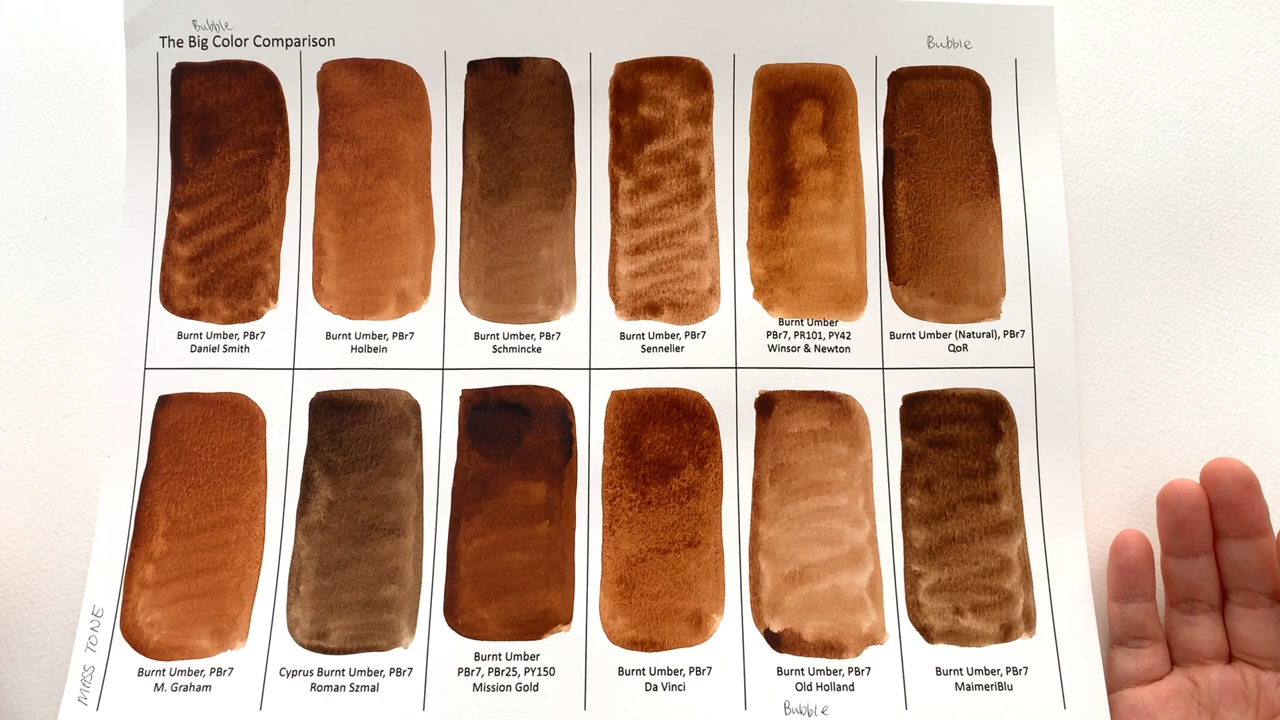 Bubble
The Big Color Comparison
Bubble
Burnt Umber, PBr7
Daniel Smith
Burnt Umber, PBr7
Holbein
Burnt Umber, PBr7
Schmincke
Burnt Umber, PBr7
Sennelier
Burnt Umber
PBr7, PR101, PY42
Winsor & Newton
Burnt Umber (Natural), PBr7
QoR
Burnt Umber, PBr7
M. Graham
Cyprus Burnt Umber, PBr7
Roman Szmal
Burnt Umber
PBr7, PBr25, PY150
Mission Gold
Burnt Umber, PBr7
Da Vinci
Burnt Umber, PBr7
Old Holland
Bubble
Burnt Umber, PBr7
MaimeriBlu
MASS TONE